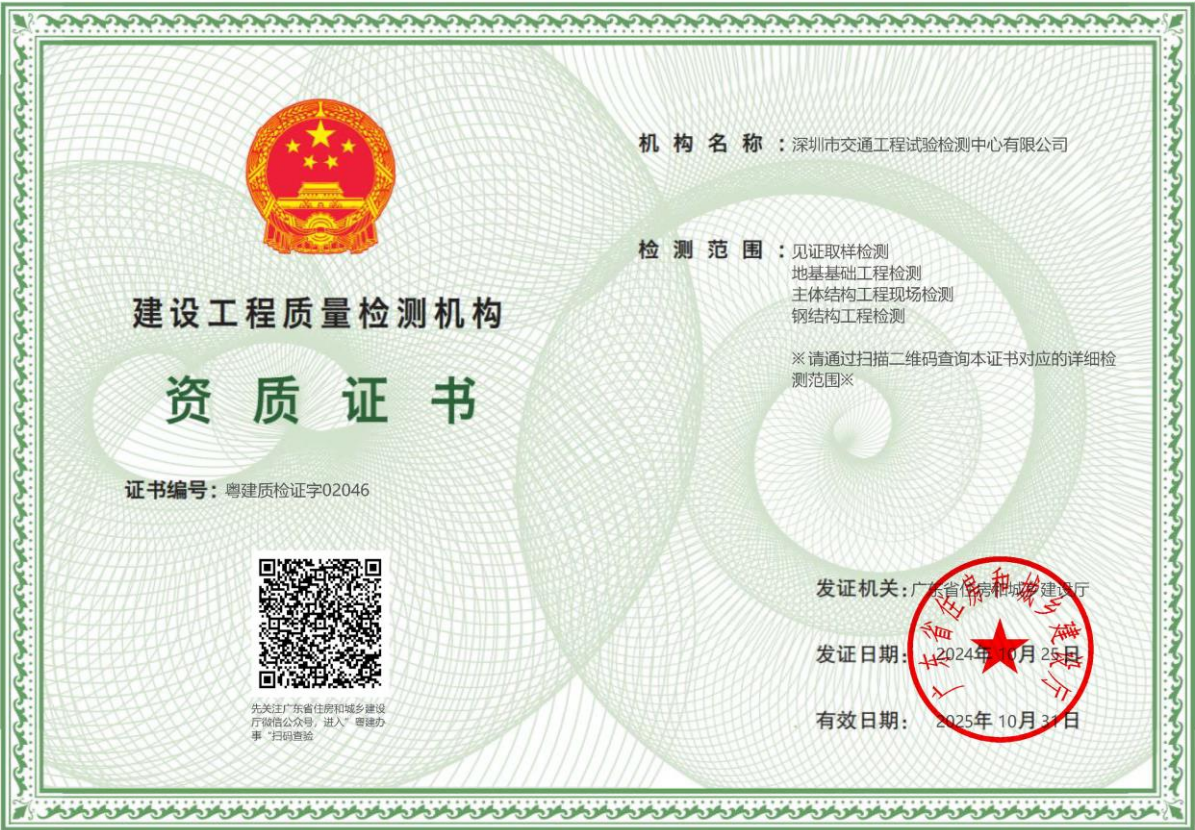 机构名称：深圳市交通工程试验检测中心有限公司
检测范围：见证取样检测
地基基础工程检测
主体结构工程现场检测
钢结构工程检测
※请通过扫描二维码查询本证书对应的详细检
测范围※
建设工程质量检测机构
资质证书
证书编号：粤建质检证字02046
先关注广东省住房和城乡建设
厅微信公众号，进入”粤建办
事“扫码查验
发证机关：广东省住房和城乡建设厅
发证日期：2024年10月25日
有效日期：2025年10月31日
广东省住房和城乡建设厅